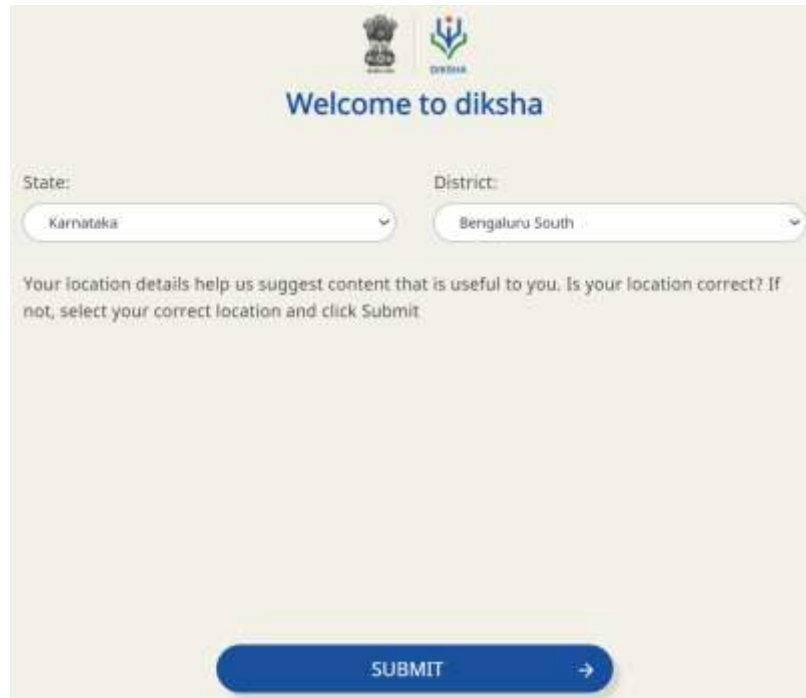 DIKSHA
Welcome to diksha
State:
District:
Karnataka
Bengaluru South
Your location details help us suggest content that is useful to you. Is your location correct? If
not, select your correct location and click Submit
SUBMIT